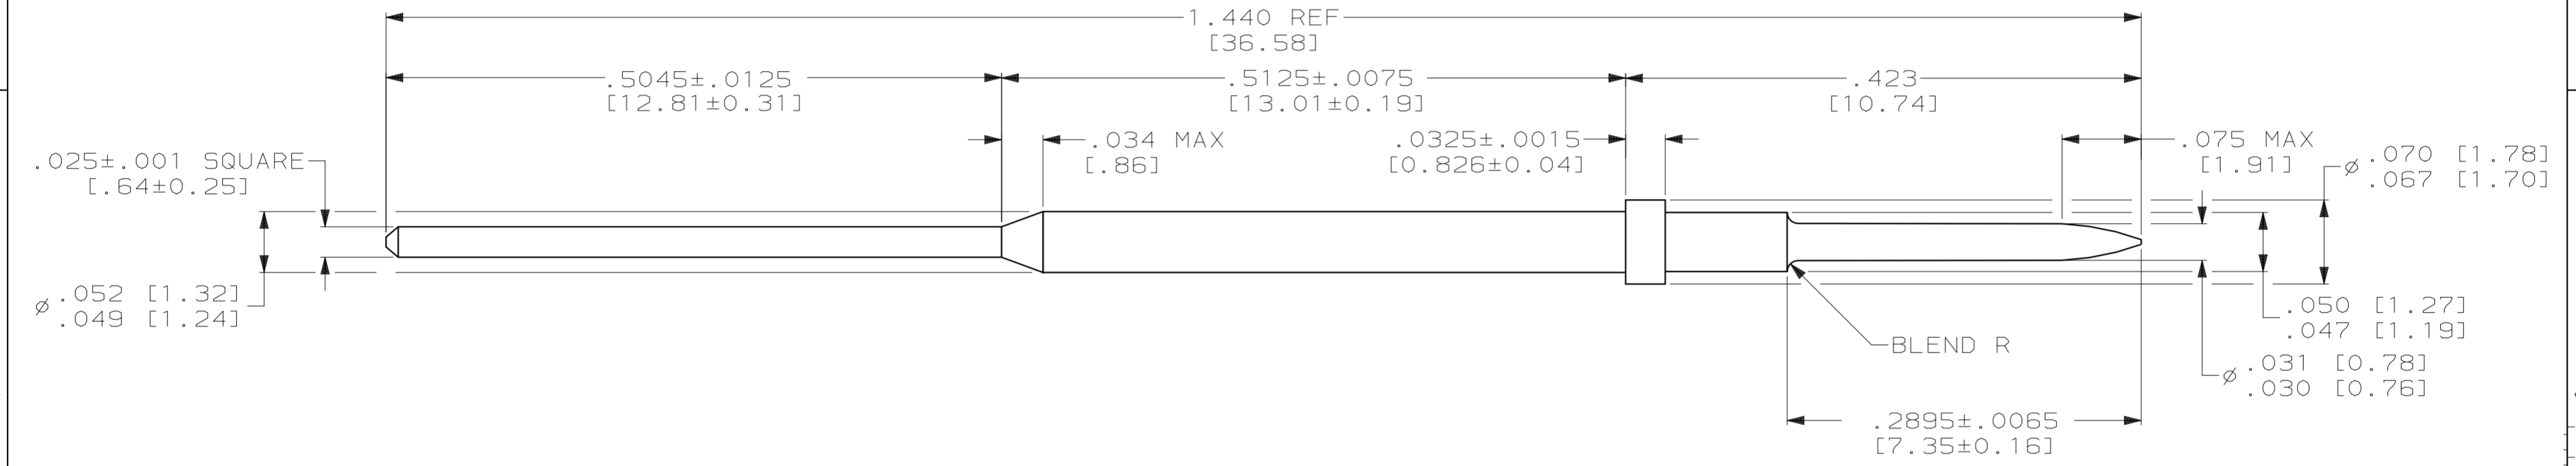 1.440 REF
[36.58]
.5045±.0125
[12.81±0.31]
.5125±.0075
[13.01±0.19]
.423
[10.74]
.034 MAX
[.86]
.0325±.0015
[0.826±0.04]
.075 MAX
[1.91]
.025±.001 SQUARE
[.64±0.25]
⌀ .070 [1.78]
.067 [1.70]
⌀ .052 [1.32]
.049 [1.24]
.050 [1.27]
.047 [1.19]
BLEND R
⌀ .031 [0.78]
.030 [0.76]
.2895±.0065
[7.35±0.16]